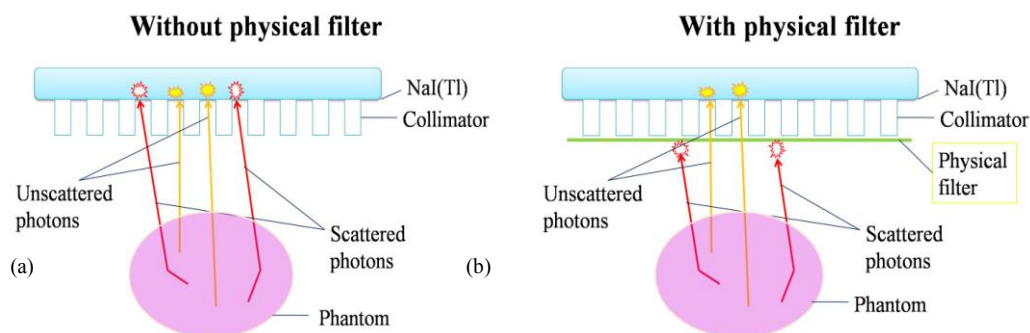 Without physical filter
NaI(Tl)
Collimator
Unscattered
photons
Scattered
photons
(a)
Phantom
With physical filter
NaI(Tl)
Collimator
Physical
filter
Unscattered
photons
Scattered
photons
(b)
Phantom